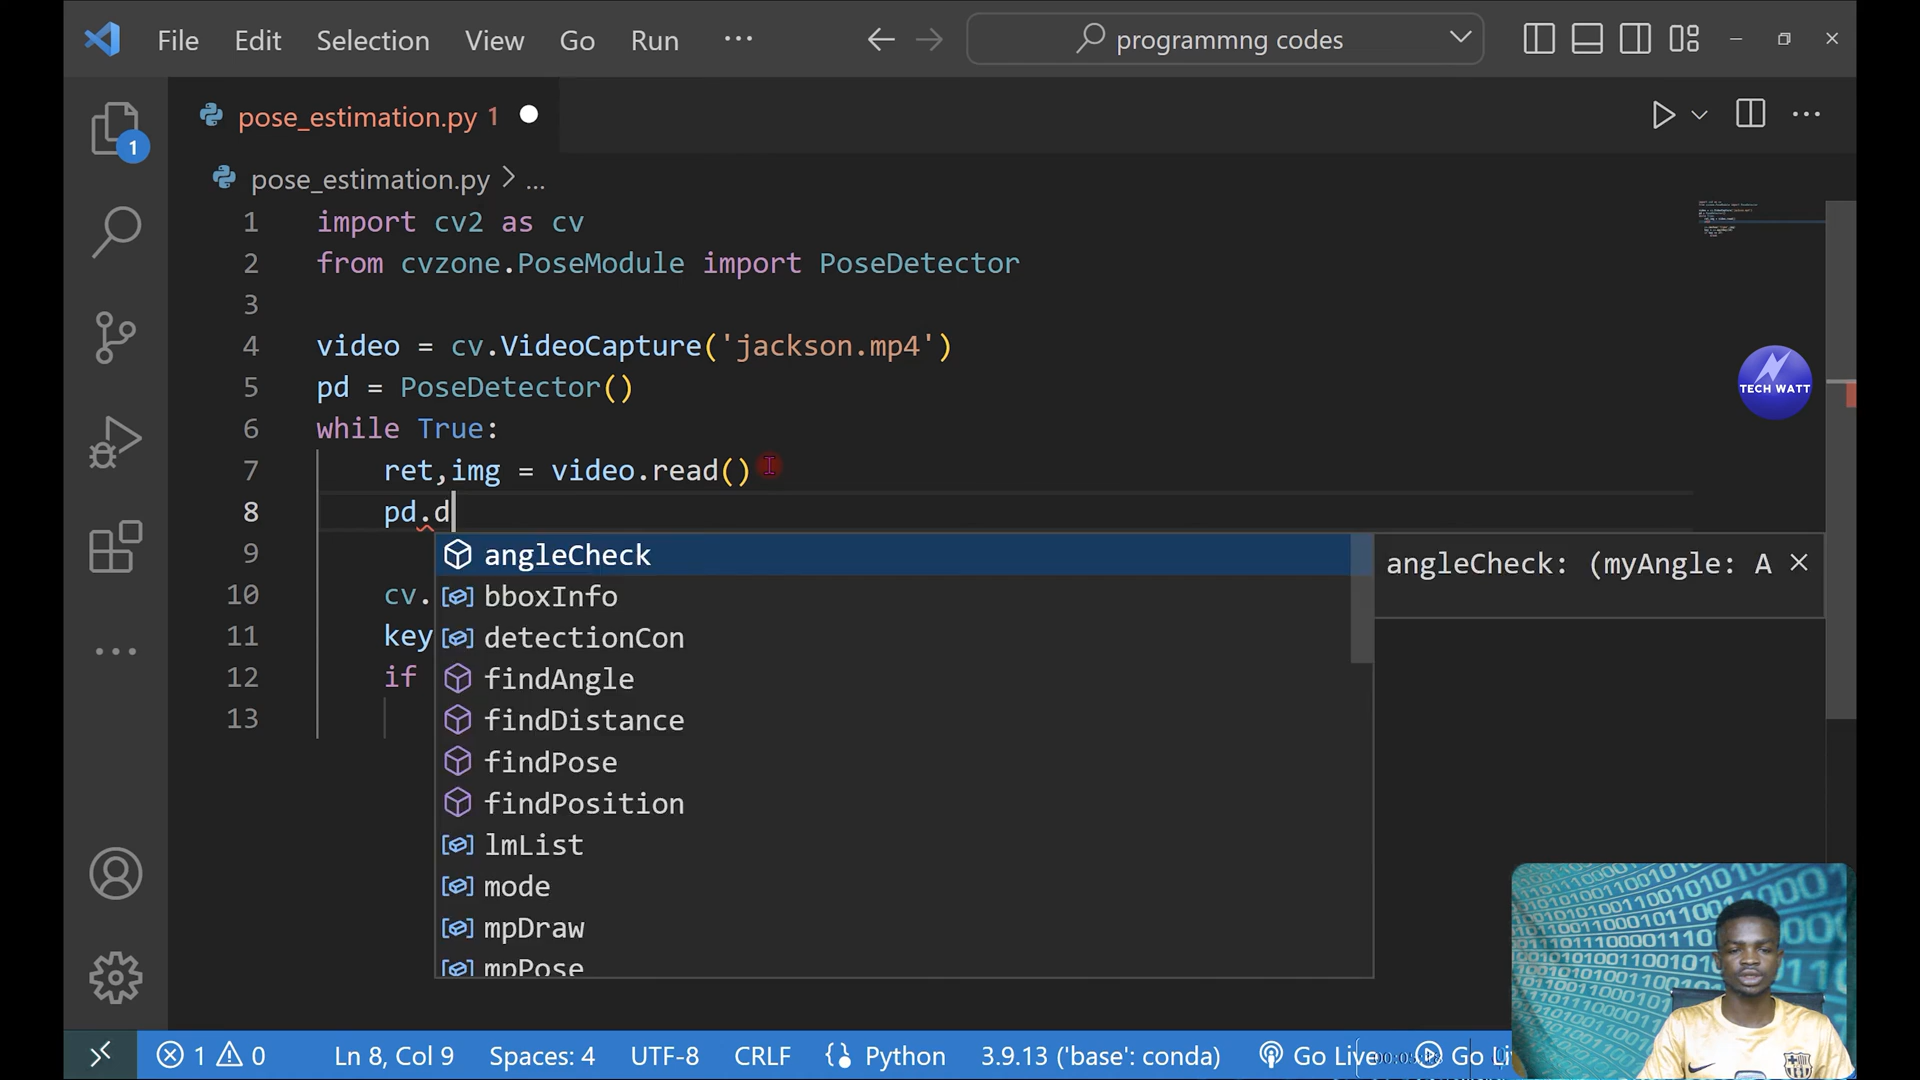 File Edit Selection View Go Run ··· programmng codes
pose_estimation.py 1
1
pose_estimation.py > ...
1 import cv2 as cv
2 from cvzone.PoseModule import PoseDetector
3
4 video = cv.VideoCapture('jackson.mp4')
5 pd = PoseDetector()
6 while True:
7 ret,img = video.read()
8 pd.d
9
10 cv.
11 key
12 if
13
angleCheck
bboxInfo
detectionCon
findAngle
findDistance
findPose
findPosition
lmList
mode
mpDraw
mpPose
angleCheck: (myAngle: A
TECH WATT
1 0 Ln 8, Col 9 Spaces: 4 UTF-8 CRLF Python 3.9.13 ('base': conda) Go Live Go Li